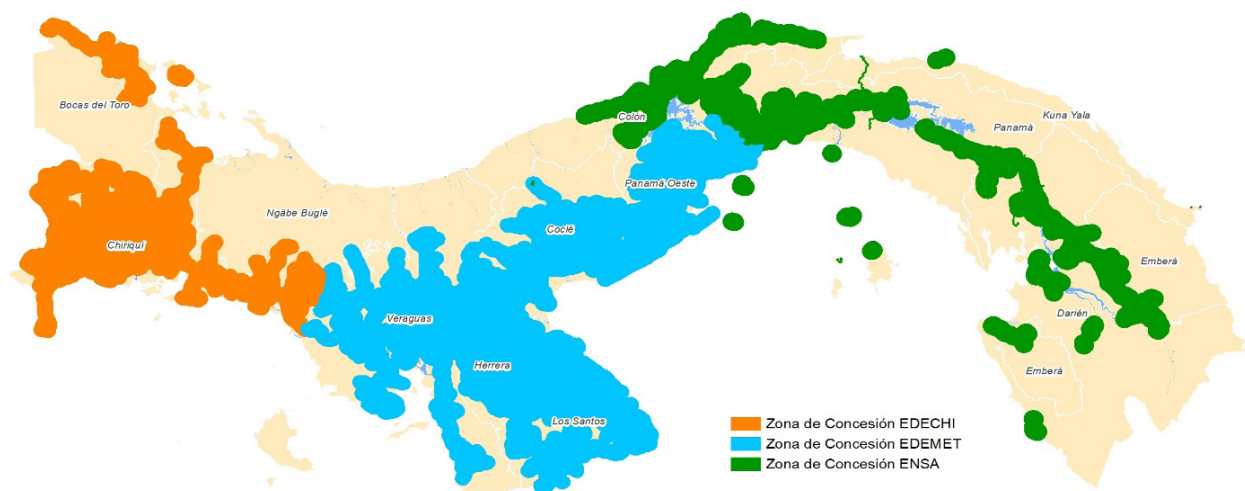 Bocas del Toro
Colón
Kuna Yala
Panamá
Panamá Oeste
Ngäbe Buglé
Coclé
Chiriquí
Emberá
Veraguas
Darién
Herrera
Emberá
Los Santos
Zona de Concesión EDECHI
Zona de Concesión EDEMET
Zona de Concesión ENSA